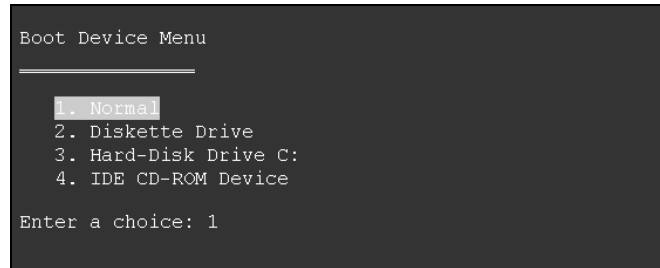 Boot Device Menu
1. Normal
2. Diskette Drive
3. Hard-Disk Drive C:
4. IDE CD-ROM Device
Enter a choice: 1